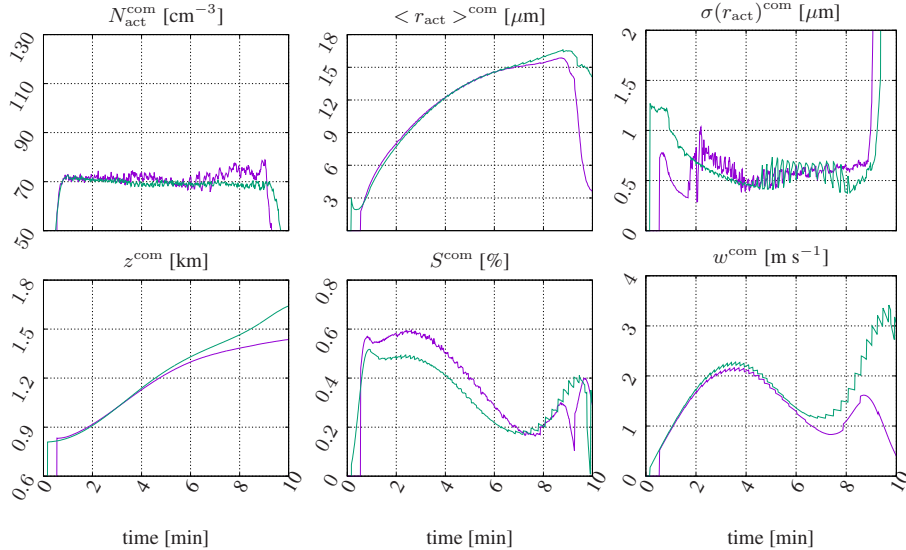 N_act^com [cm⁻³]
< r_act >^com [μm]
σ(r_act)^com [μm]
130
110
90
70
50
18
15
12
9
6
3
0
2
1.5
1
0.5
0
z^com [km]
S^com [%]
w^com [m s⁻¹]
1.8
1.5
1.2
0.9
0.6
0.8
0.6
0.4
0.2
0
4
3
2
1
0
0 2 4 6 8 10
0 2 4 6 8 10
0 2 4 6 8 10
time [min]
time [min]
time [min]